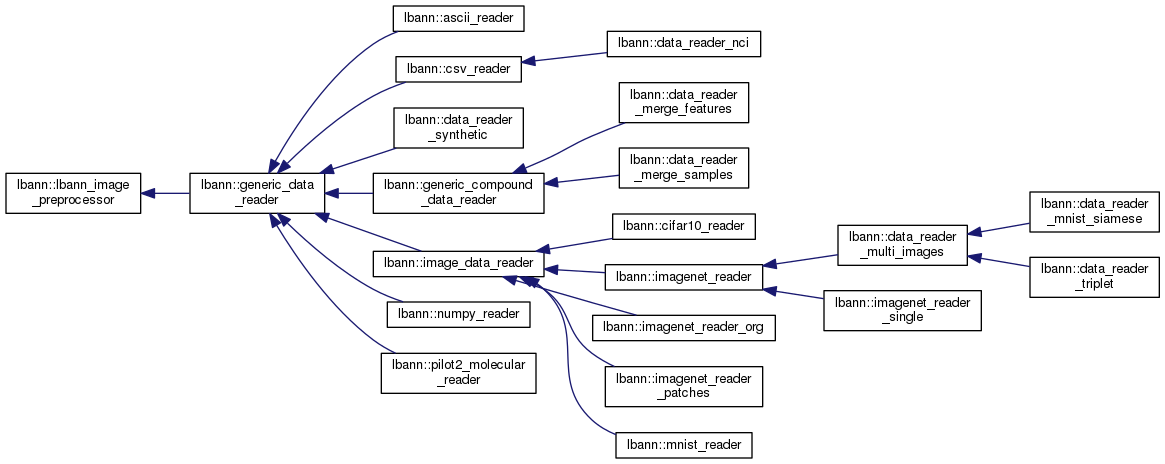 lbann::lbann_image
_preprocessor
lbann::generic_data
_reader
lbann::ascii_reader
lbann::csv_reader
lbann::data_reader
_synthetic
lbann::generic_compound
_data_reader
lbann::image_data_reader
lbann::numpy_reader
lbann::pilot2_molecular
_reader
lbann::data_reader_nci
lbann::data_reader
_merge_features
lbann::data_reader
_merge_samples
lbann::cifar10_reader
lbann::imagenet_reader
lbann::imagenet_reader_org
lbann::imagenet_reader
_patches
lbann::mnist_reader
lbann::data_reader
_multi_images
lbann::imagenet_reader
_single
lbann::data_reader
_mnist_siamese
lbann::data_reader
_triplet